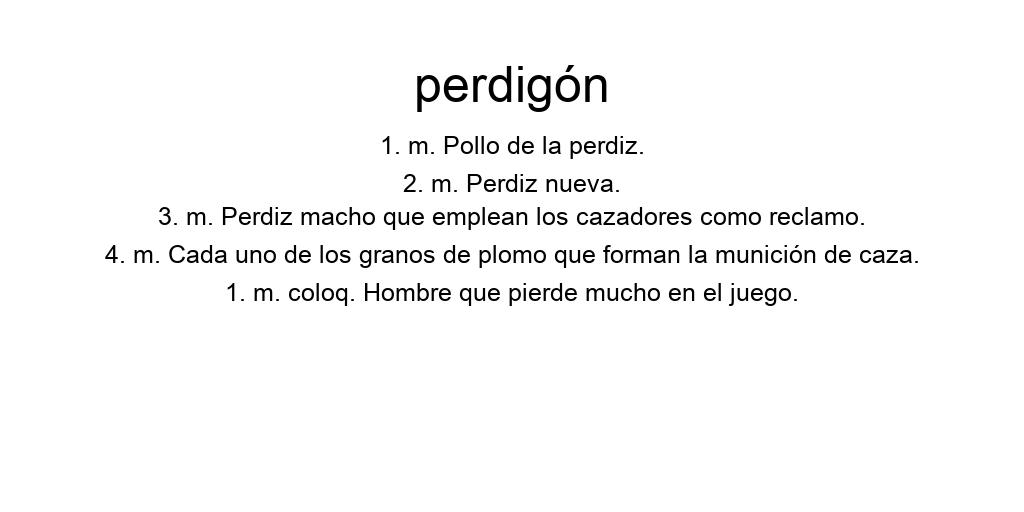 perdigón
1. m. Pollo de la perdiz.
2. m. Perdiz nueva.
3. m. Perdiz macho que emplean los cazadores como reclamo.
4. m. Cada uno de los granos de plomo que forman la munición de caza.
1. m. coloq. Hombre que pierde mucho en el juego.